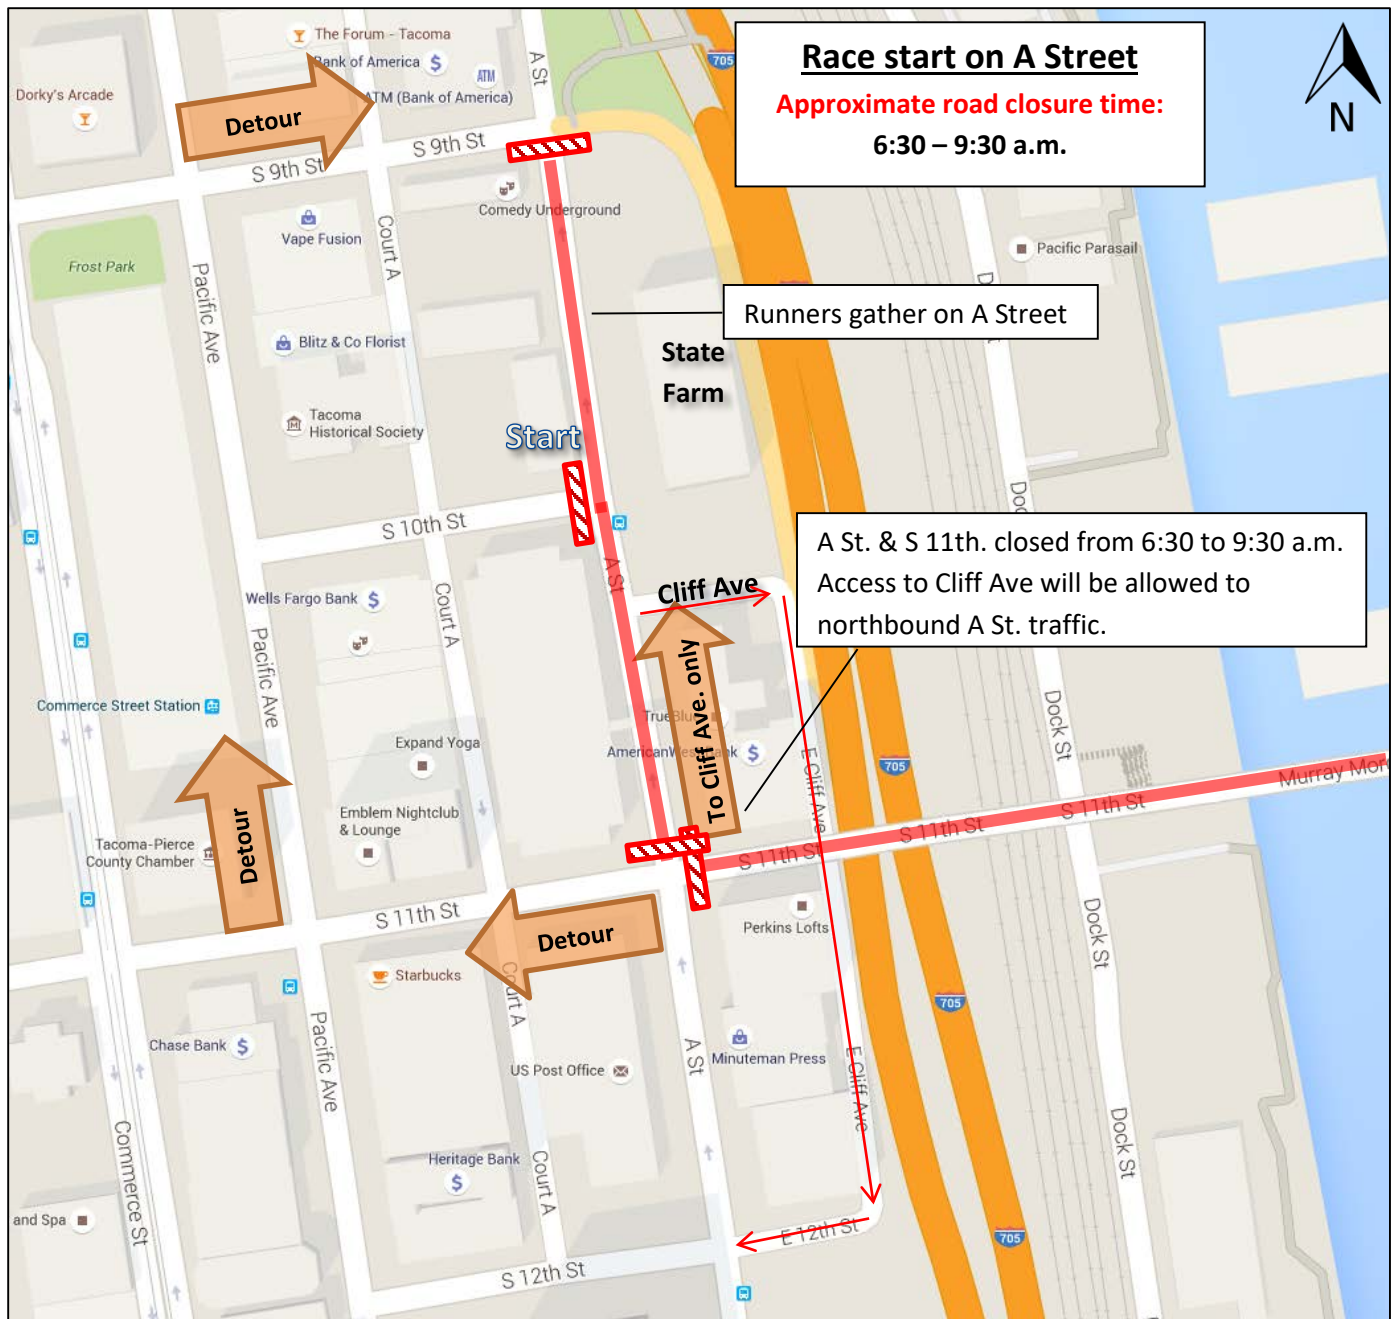 Race start on A Street
Approximate road closure time:
6:30 – 9:30 a.m.
N
The Forum - Tacoma
Bank of America
ATM
ATM (Bank of America)
A St
705
Dorky's Arcade
Detour
S 9th St
S 9th St
Comedy Underground
Vape Fusion
Court A
Frost Park
Pacific Ave
Pacific Parasail
Runners gather on A Street
Blitz & Co Florist
State
Farm
Tacoma
Historical Society
Start
S 10th St
A St
A St. & S 11th. closed from 6:30 to 9:30 a.m.
Access to Cliff Ave will be allowed to
northbound A St. traffic.
Cliff Ave
Wells Fargo Bank
Court A
Pacific Ave
To Cliff Ave. only
Commerce Street Station
Dock St
Expand Yoga
E Cliff Ave
705
Murray
Emblem Nightclub
& Lounge
Detour
Tacoma-Pierce
County Chamber
S 11th St
S 11th St
S 11th St
S 11th St
Detour
Perkins Lofts
Dock St
Starbucks
Court A
705
Pacific Ave
Chase Bank
US Post Office
A St
Minuteman Press
E Cliff Ave
Commerce St
Heritage Bank
Court A
Dock St
and Spa
E 12th St
705
S 12th St